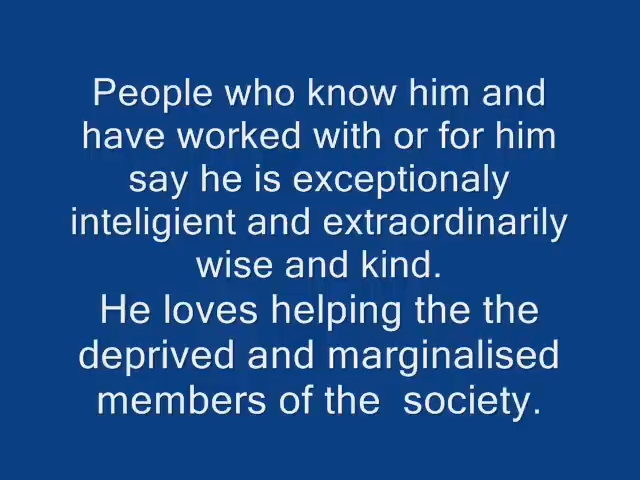 People who know him and
have worked with or for him
say he is exceptionaly
inteligient and extraordinarily
wise and kind.
He loves helping the the
deprived and marginalised
members of the  society.